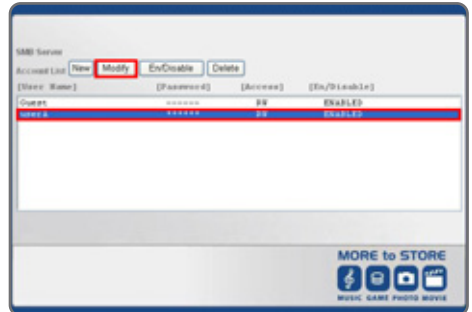 SMB Server
Account List New Modify En/Disable Delete
[User Name] [Password] [Access] [En/Disable]
Guest ****** RW ENABLED
userA ****** RW ENABLED
MORE to STORE
MUSIC GAME PHOTO MOVIE